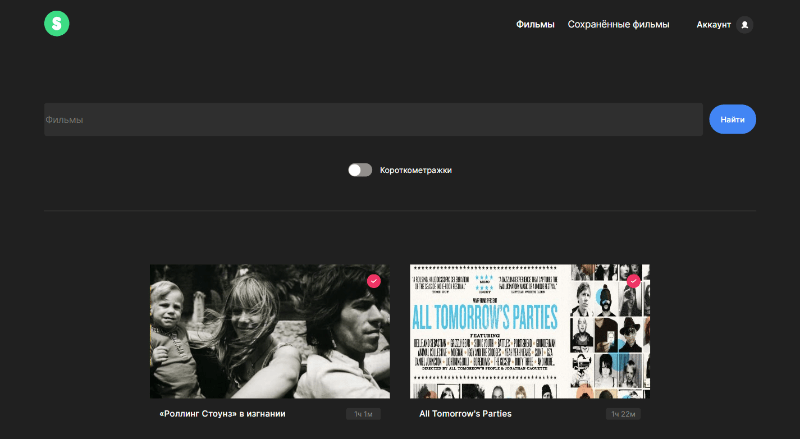 S
Фильмы
Сохранённые фильмы
Аккаунт
Фильмы
Найти
Короткометражки
ALL TOMORROW'S PARTIES
FEATURING
DIRECTED BY ALL TOMORROW'S PEOPLE & JONATHAN CAOUETTE
«Роллинг Стоунз» в изгнании
1ч 1м
All Tomorrow's Parties
1ч 22м